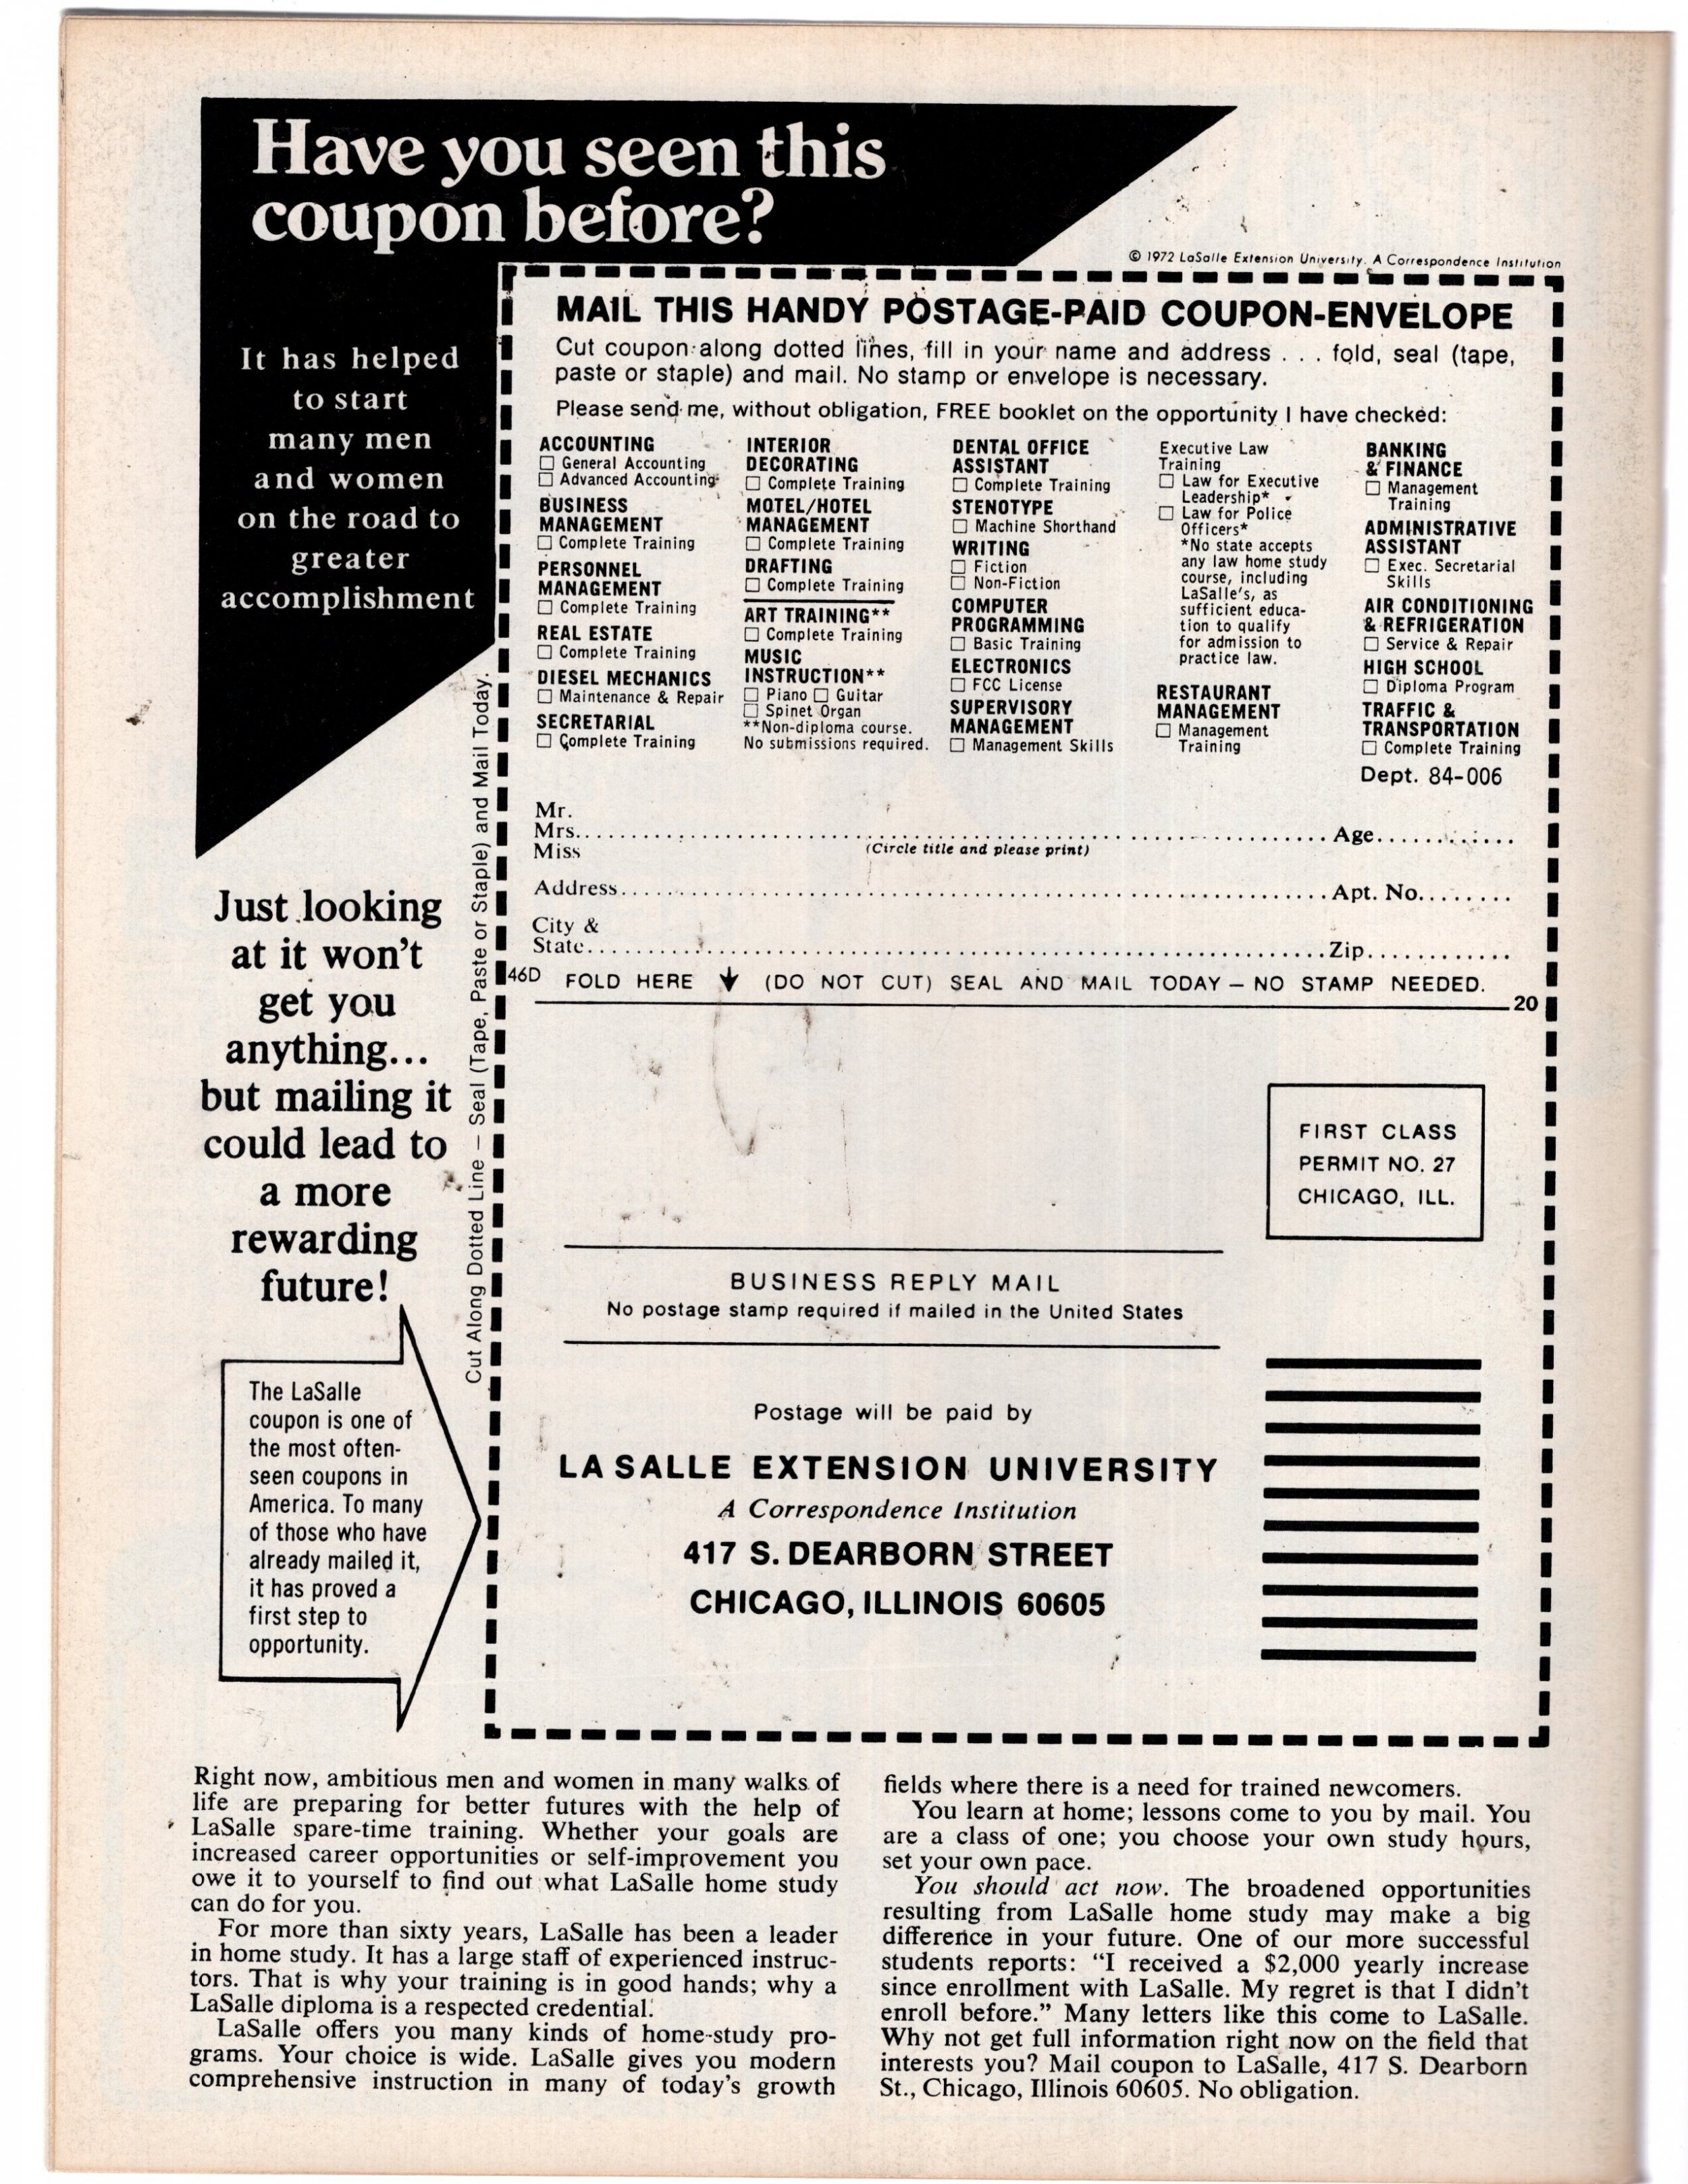 Have you seen this
coupon before?
It has helped
to start
many men
and women
on the road to
greater
accomplishment
Just looking
at it won't
get you
anything...
but mailing it
could lead to
a more
rewarding
future!
The LaSalle
coupon is one of
the most often-
seen coupons in
America. To many
of those who have
already mailed it,
it has proved a
first step to
opportunity.
Cut Along Dotted Line — Seal (Tape, Paste or Staple) and Mail Today.
© 1972 LaSalle Extension University. A Correspondence Institution
MAIL THIS HANDY POSTAGE-PAID COUPON-ENVELOPE
Cut coupon along dotted lines, fill in your name and address . . . fold, seal (tape,
paste or staple) and mail. No stamp or envelope is necessary.
Please send me, without obligation, FREE booklet on the opportunity I have checked:
ACCOUNTING
☐ General Accounting
☐ Advanced Accounting
BUSINESS
MANAGEMENT
☐ Complete Training
PERSONNEL
MANAGEMENT
☐ Complete Training
REAL ESTATE
☐ Complete Training
DIESEL MECHANICS
☐ Maintenance & Repair
SECRETARIAL
☐ Complete Training
INTERIOR
DECORATING
☐ Complete Training
MOTEL/HOTEL
MANAGEMENT
☐ Complete Training
DRAFTING
☐ Complete Training
ART TRAINING**
☐ Complete Training
MUSIC
INSTRUCTION**
☐ Piano ☐ Guitar
☐ Spinet Organ
**Non-diploma course.
No submissions required.
DENTAL OFFICE
ASSISTANT
☐ Complete Training
STENOTYPE
☐ Machine Shorthand
WRITING
☐ Fiction
☐ Non-Fiction
COMPUTER
PROGRAMMING
☐ Basic Training
ELECTRONICS
☐ FCC License
SUPERVISORY
MANAGEMENT
☐ Management Skills
Executive Law
Training
☐ Law for Executive
Leadership*
☐ Law for Police
Officers*
*No state accepts
any law home study
course, including
LaSalle's, as
sufficient educa-
tion to qualify
for admission to
practice law.
RESTAURANT
MANAGEMENT
☐ Management
Training
BANKING
& FINANCE
☐ Management
Training
ADMINISTRATIVE
ASSISTANT
☐ Exec. Secretarial
Skills
AIR CONDITIONING
& REFRIGERATION
☐ Service & Repair
HIGH SCHOOL
☐ Diploma Program
TRAFFIC &
TRANSPORTATION
☐ Complete Training
Dept. 84-006
Mr.
Mrs. Age
Miss (Circle title and please print)
Address Apt. No.
City &
State Zip
46D FOLD HERE ↓ (DO NOT CUT) SEAL AND MAIL TODAY — NO STAMP NEEDED.
20
FIRST CLASS
PERMIT NO. 27
CHICAGO, ILL.
BUSINESS REPLY MAIL
No postage stamp required if mailed in the United States
Postage will be paid by
LA SALLE EXTENSION UNIVERSITY
A Correspondence Institution
417 S. DEARBORN STREET
CHICAGO, ILLINOIS 60605
Right now, ambitious men and women in many walks of
life are preparing for better futures with the help of
LaSalle spare-time training. Whether your goals are
increased career opportunities or self-improvement you
owe it to yourself to find out what LaSalle home study
can do for you.
For more than sixty years, LaSalle has been a leader
in home study. It has a large staff of experienced instruc-
tors. That is why your training is in good hands; why a
LaSalle diploma is a respected credential.
LaSalle offers you many kinds of home-study pro-
grams. Your choice is wide. LaSalle gives you modern
comprehensive instruction in many of today's growth
fields where there is a need for trained newcomers.
You learn at home; lessons come to you by mail. You
are a class of one; you choose your own study hours,
set your own pace.
You should act now. The broadened opportunities
resulting from LaSalle home study may make a big
difference in your future. One of our more successful
students reports: "I received a $2,000 yearly increase
since enrollment with LaSalle. My regret is that I didn't
enroll before." Many letters like this come to LaSalle.
Why not get full information right now on the field that
interests you? Mail coupon to LaSalle, 417 S. Dearborn
St., Chicago, Illinois 60605. No obligation.